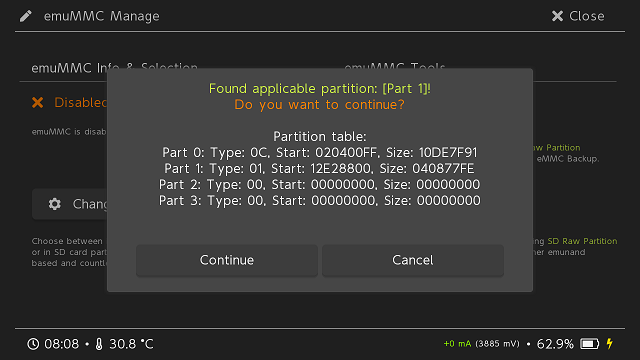 emuMMC Manage
Close
emuMMC Info & Selection
emuMMC Tools
Found applicable partition: [Part 1]!
Do you want to continue?
Disabled
Partition table:
Part 0: Type: 0C, Start: 020400FF, Size: 10DE7F91
Part 1: Type: 01, Start: 12E28800, Size: 040877FE
Part 2: Type: 00, Start: 00000000, Size: 00000000
Part 3: Type: 00, Start: 00000000, Size: 00000000
emuMMC is disab
Raw Partition
eMMC Backup.
Chang
Continue
Cancel
Choose between
or in SD card part
based and countl
ng SD Raw Partition
her emunand
08:08 • 30.8 °C
+0 mA (3885 mV) • 62.9%